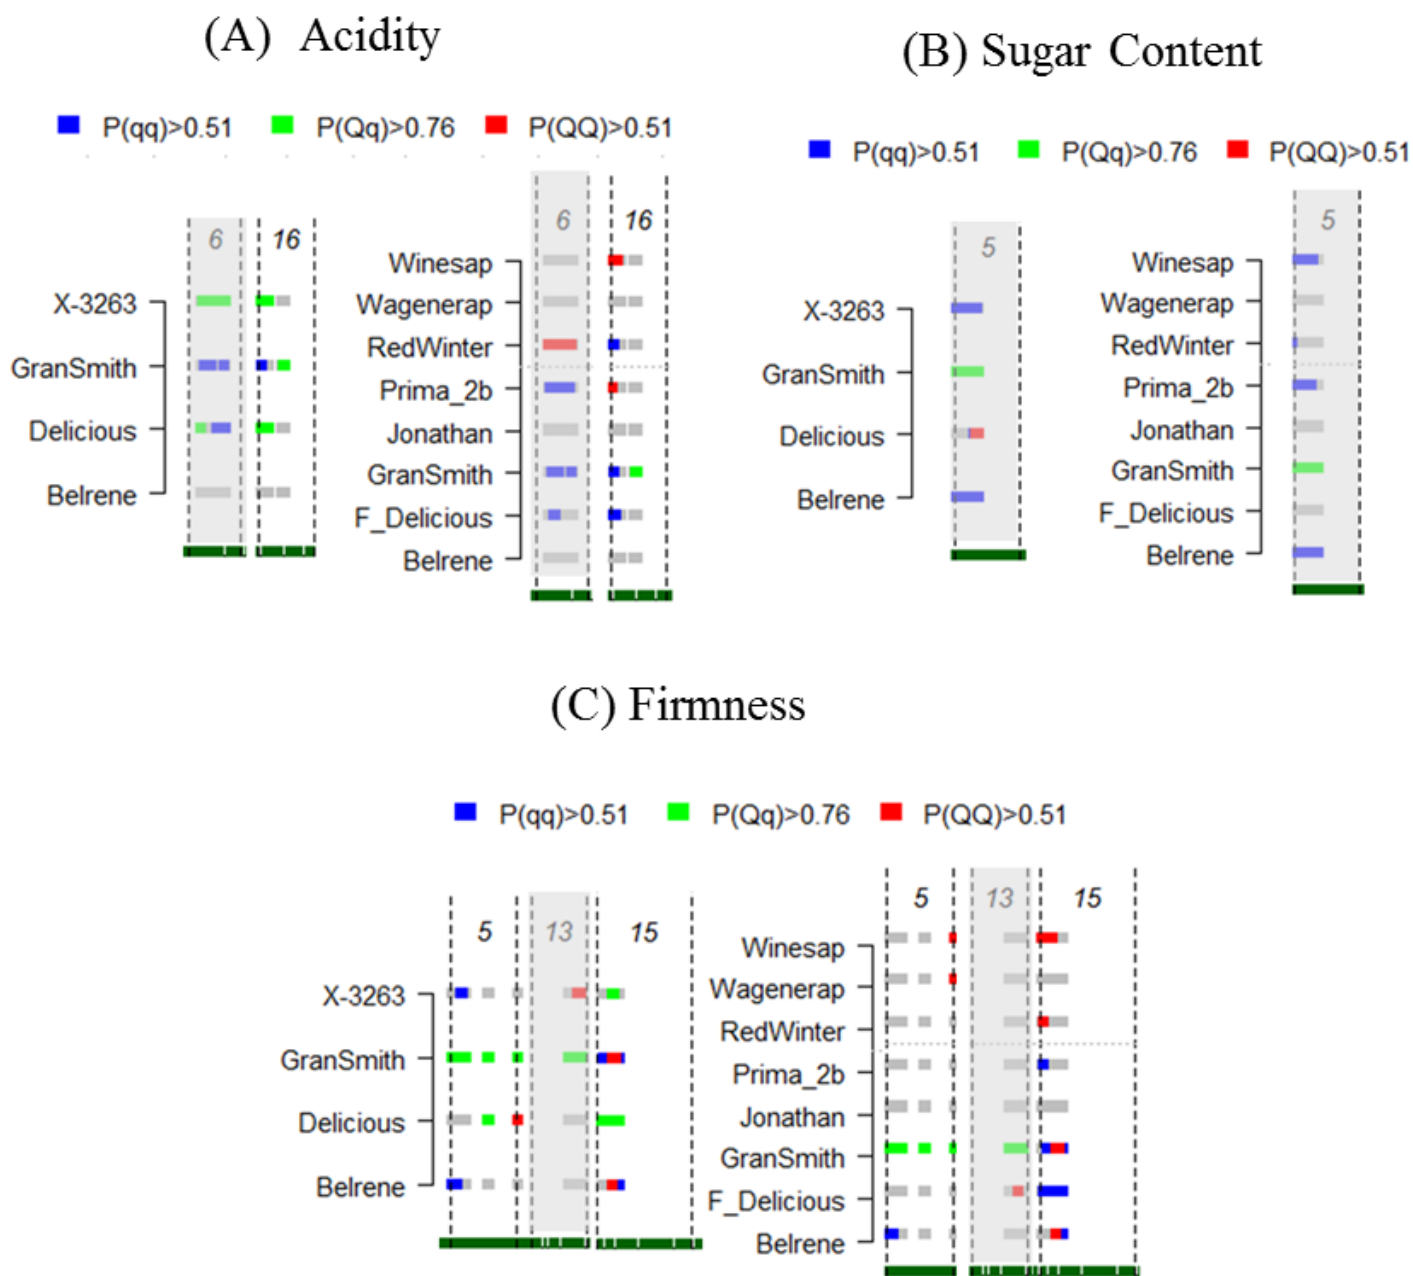 (A) Acidity
(B) Sugar Content
P(qq)>0.51 P(Qq)>0.76 P(QQ)>0.51
P(qq)>0.51 P(Qq)>0.76 P(QQ)>0.51
6 16
X-3263
GranSmith
Delicious
Belrene
6 16
Winesap
Wagenerap
RedWinter
Prima_2b
Jonathan
GranSmith
F_Delicious
Belrene
5
X-3263
GranSmith
Delicious
Belrene
5
Winesap
Wagenerap
RedWinter
Prima_2b
Jonathan
GranSmith
F_Delicious
Belrene
(C) Firmness
P(qq)>0.51 P(Qq)>0.76 P(QQ)>0.51
5 13 15
X-3263
GranSmith
Delicious
Belrene
5 13 15
Winesap
Wagenerap
RedWinter
Prima_2b
Jonathan
GranSmith
F_Delicious
Belrene